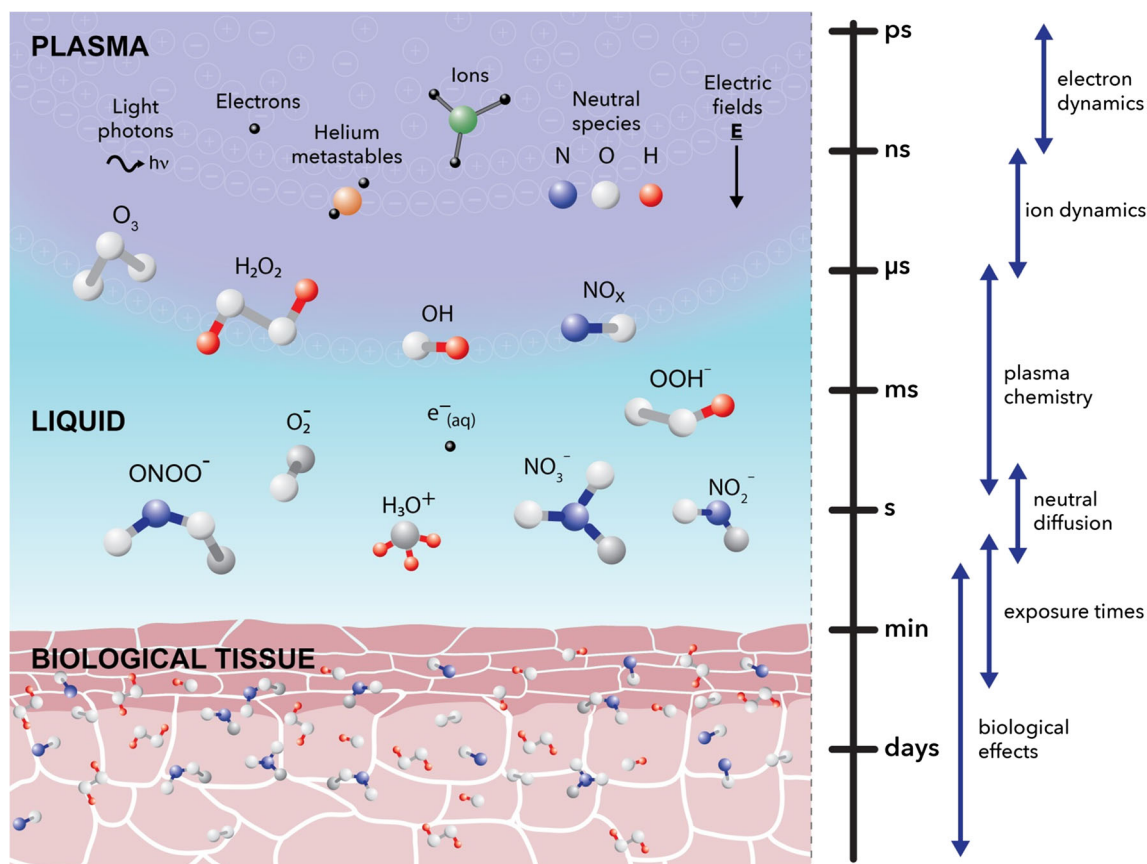 PLASMA
Light
photons
hν
Electrons
Helium
metastables
Ions
Neutral
species
N O H
Electric
fields
E
O₃
H₂O₂
OH
NOₓ
OOH⁻
LIQUID
O₂⁻
e⁻(aq)
ONOO⁻
H₃O⁺
NO₃⁻
NO₂⁻
BIOLOGICAL TISSUE
ps
ns
µs
ms
s
min
days
electron
dynamics
ion dynamics
plasma
chemistry
neutral
diffusion
exposure times
biological
effects